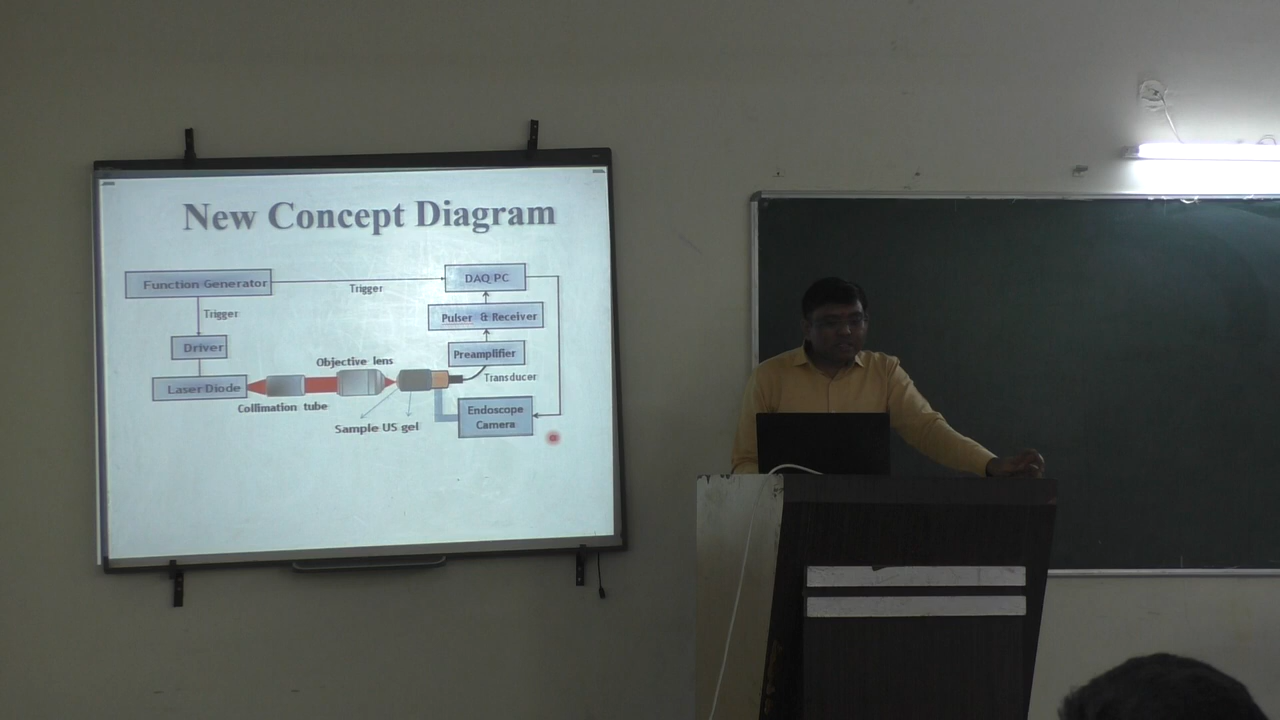 New Concept Diagram
Function Generator
Trigger
DAQ PC
Trigger
Pulser & Receiver
Driver
Preamplifier
Objective lens
Transducer
Laser Diode
Collimation tube
Endoscope
Camera
Sample US gel